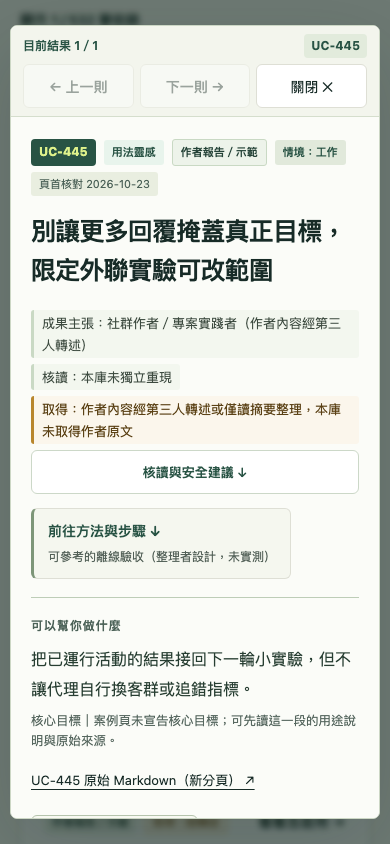 目前結果 1 / 1
UC-445
← 上一則
下一則 →
關閉 ✕
UC-445
用法靈感
作者報告 / 示範
情境：工作
頁首核對 2026-10-23
別讓更多回覆掩蓋真正目標，
限定外聯實驗可改範圍
成果主張：社群作者 / 專案實踐者（作者內容經第三
人轉述）
核讀：本庫未獨立重現
取得：作者內容經第三人轉述或僅讀摘要整理，本庫
未取得作者原文
核讀與安全建議 ↓
前往方法與步驟 ↓
可參考的離線驗收（整理者設計，未實測）
可以幫你做什麼
把已運行活動的結果接回下一輪小實驗，但不
讓代理自行換客群或追錯指標。
核心目標｜案例頁未宣告核心目標；可先讀這一段的用途說
明與原始來源。
UC-445 原始 Markdown（新分頁） ↗